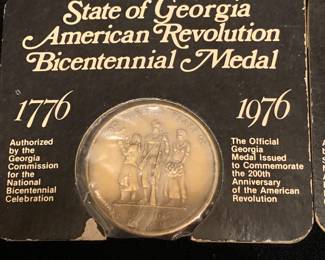 State of Georgia
American Revolution
Bicentennial Medal
1776
1976
Authorized
by the
Georgia
Commission
for the
National
Bicentennial
Celebration
The Official
Georgia
Medal Issued
to Commemorate
the 200th
Anniversary
of the American
Revolution